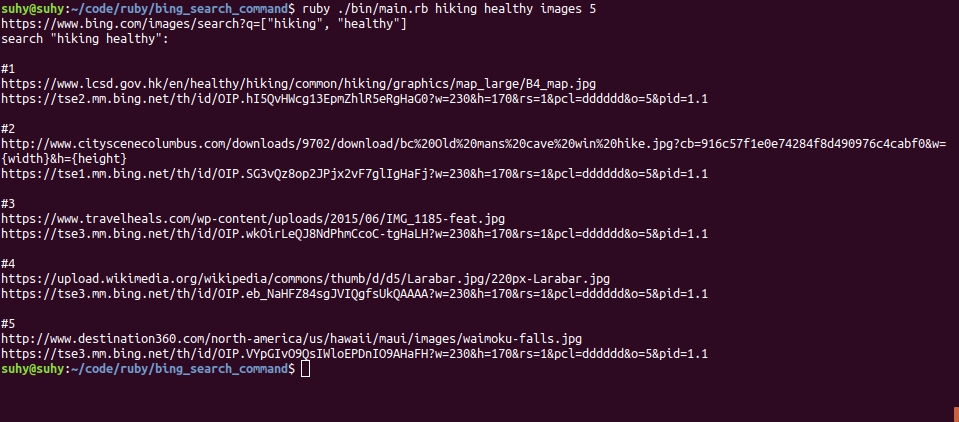 suhy@suhy:~/code/ruby/bing_search_command$ ruby ./bin/main.rb hiking healthy images 5
https://www.bing.com/images/search?q=["hiking", "healthy"]
search "hiking healthy":
#1
https://www.lcsd.gov.hk/en/healthy/hiking/common/hiking/graphics/map_large/B4_map.jpg
https://tse2.mm.bing.net/th/id/OIP.hI5QvHWcg13EpmZhlR5eRgHaG0?w=230&h=170&rs=1&pcl=dddddd&o=5&pid=1.1
#2
http://www.cityscenecolumbus.com/downloads/9702/download/bc%20Old%20mans%20cave%20win%20hike.jpg?cb=916c57f1e0e74284f8d490976c4cabf0&w=
{width}&h={height}
https://tse1.mm.bing.net/th/id/OIP.SG3vQz8op2JPjx2vF7glIgHaFj?w=230&h=170&rs=1&pcl=dddddd&o=5&pid=1.1
#3
https://www.travelheals.com/wp-content/uploads/2015/06/IMG_1185-feat.jpg
https://tse3.mm.bing.net/th/id/OIP.wkOirLeQJ8NdPhmCcoC-tgHaLH?w=230&h=170&rs=1&pcl=dddddd&o=5&pid=1.1
#4
https://upload.wikimedia.org/wikipedia/commons/thumb/d/d5/Larabar.jpg/220px-Larabar.jpg
https://tse3.mm.bing.net/th/id/OIP.eb_NaHFZ84sgJVIQgfsUkQAAAA?w=230&h=170&rs=1&pcl=dddddd&o=5&pid=1.1
#5
http://www.destination360.com/north-america/us/hawaii/maui/images/waimoku-falls.jpg
https://tse3.mm.bing.net/th/id/OIP.VYpGIvO9QsIWloEPDnIO9AHaFH?w=230&h=170&rs=1&pcl=dddddd&o=5&pid=1.1
suhy@suhy:~/code/ruby/bing_search_command$